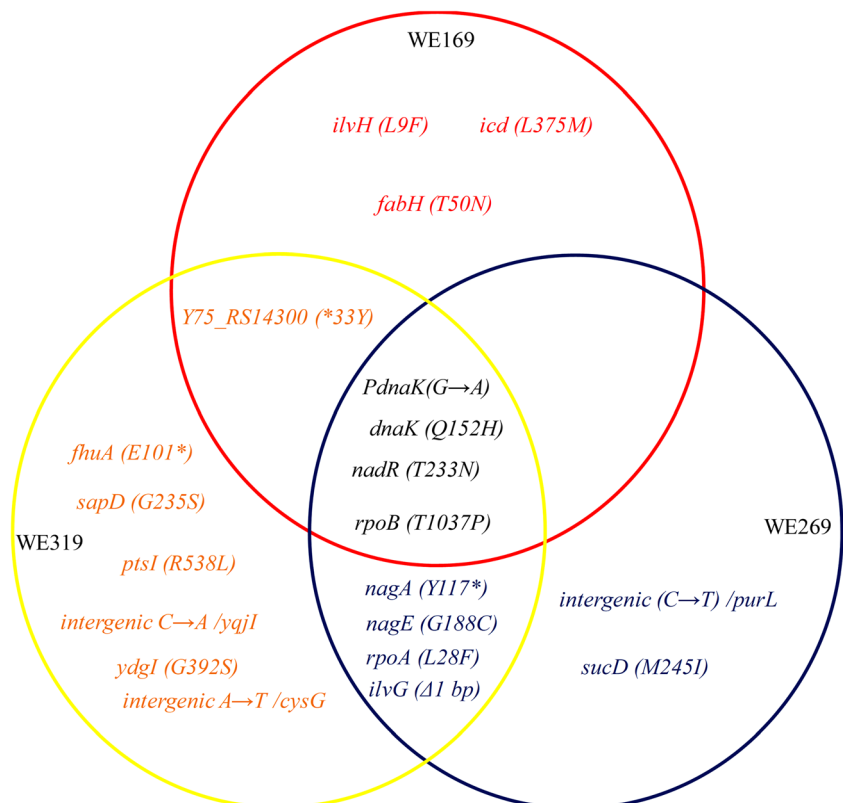 WE169
ilvH (L9F)
icd (L375M)
fabH (T50N)
Y75_RS14300 (*33Y)
PdnaK(G→A)
dnaK (Q152H)
nadR (T233N)
rpoB (T1037P)
fhuA (E101*)
sapD (G235S)
WE319
ptsI (R538L)
intergenic C→A /yqjI
ydgI (G392S)
intergenic A→T /cysG
nagA (Y117*)
nagE (G188C)
rpoA (L28F)
ilvG (Δ1 bp)
WE269
intergenic (C→T) /purL
sucD (M245I)